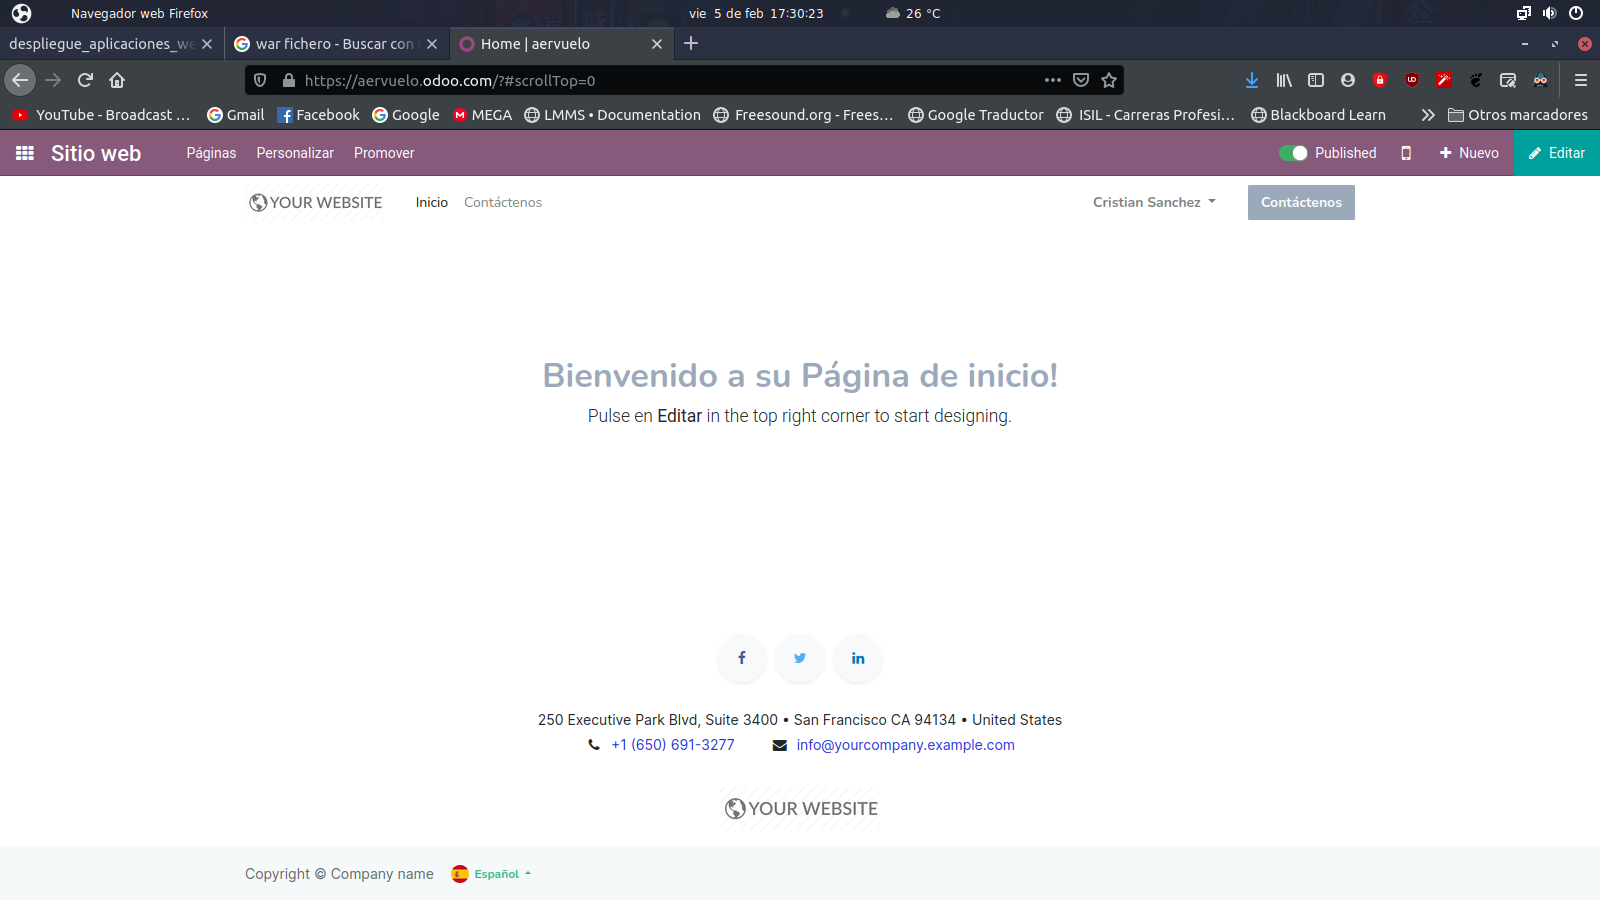 Navegador web Firefox
vie 5 de feb 17:30:23
26 °C
despliegue_aplicaciones_we
war fichero - Buscar con
Home | aervuelo
https://aervuelo.odoo.com/?#scrollTop=0
YouTube - Broadcast ...
Gmail
Facebook
Google
MEGA
LMMS • Documentation
Freesound.org - Frees...
Google Traductor
ISIL - Carreras Profesi...
Blackboard Learn
Otros marcadores
Sitio web
Páginas
Personalizar
Promover
Published
Nuevo
Editar
YOUR WEBSITE
Inicio
Contáctenos
Cristian Sanchez
Contáctenos
Bienvenido a su Página de inicio!
Pulse en Editar in the top right corner to start designing.
250 Executive Park Blvd, Suite 3400 • San Francisco CA 94134 • United States
+1 (650) 691-3277
info@yourcompany.example.com
YOUR WEBSITE
Copyright © Company name
Español